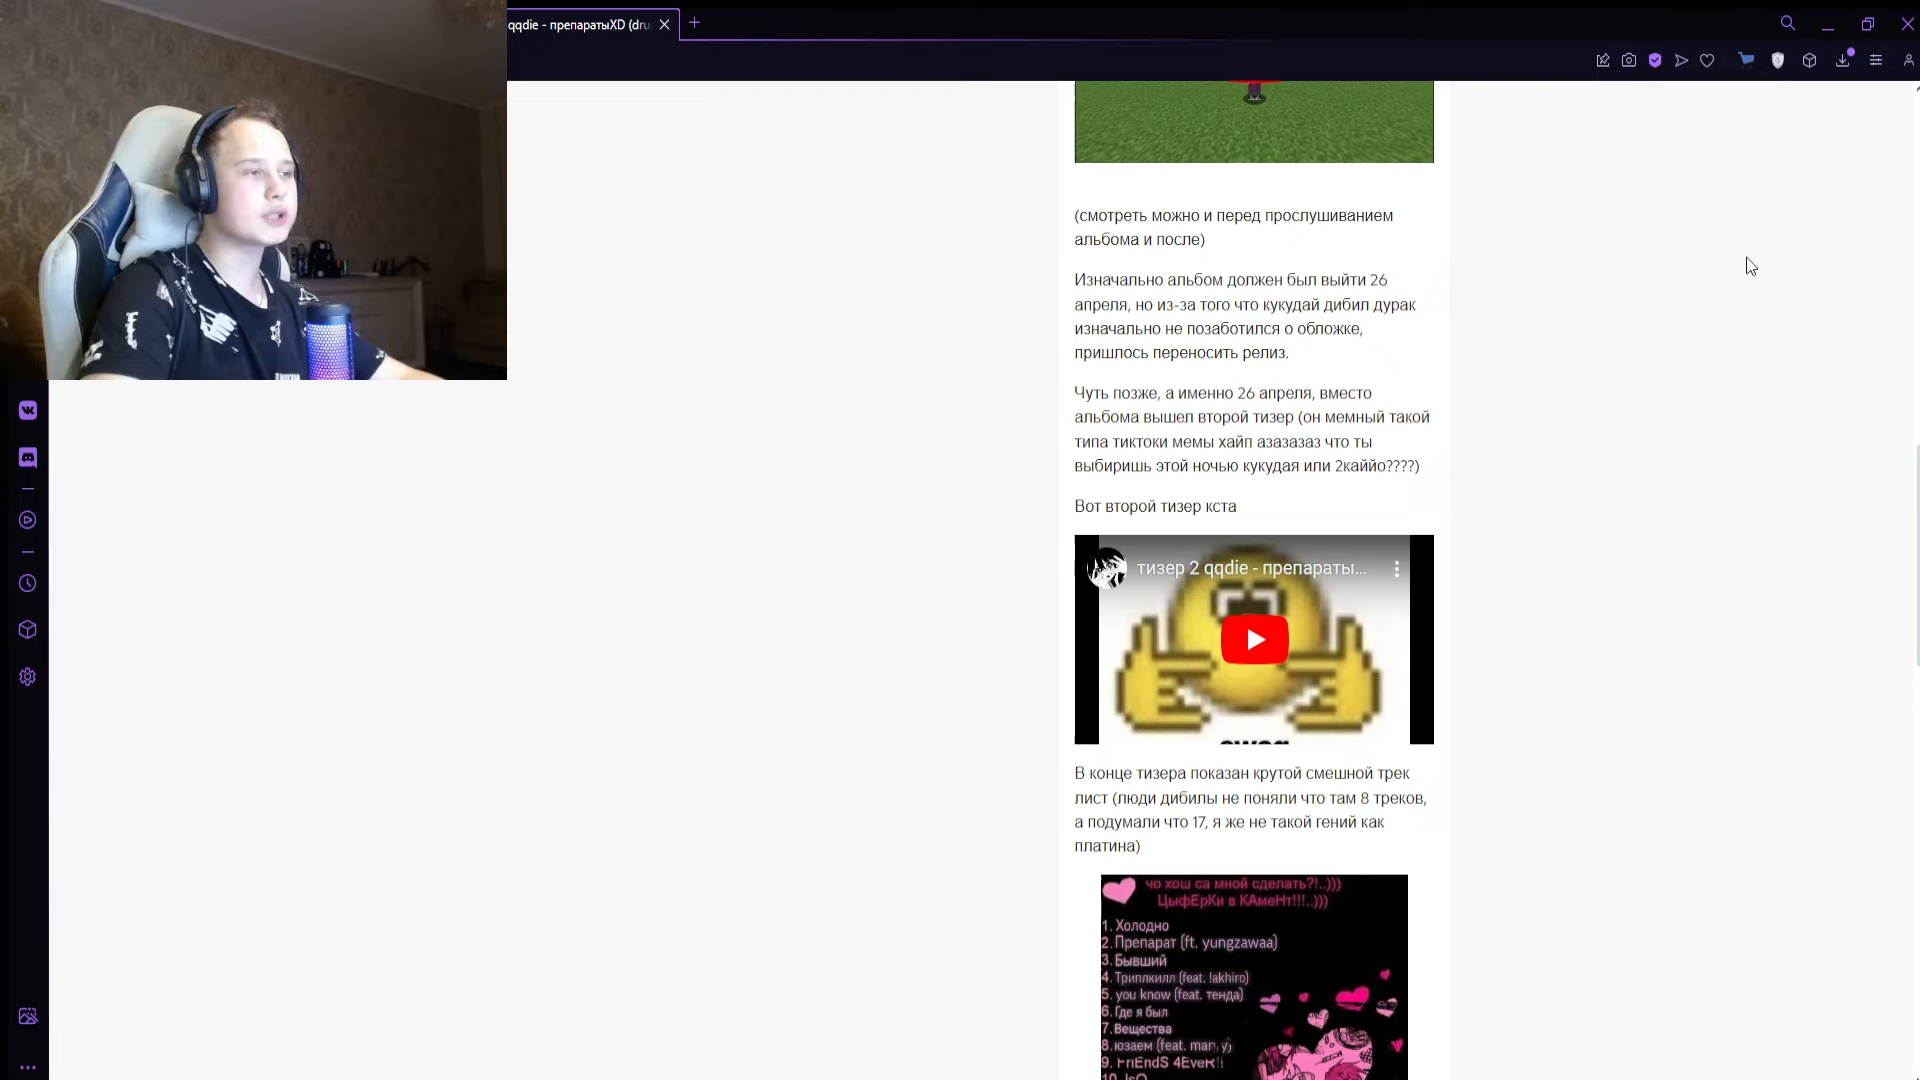 qqdie - препаратыXD (dru
(смотреть можно и перед прослушиванием
альбома и после)
Изначально альбом должен был выйти 26
апреля, но из-за того что кукудай дибил дурак
изначально не позаботился о обложке,
пришлось переносить релиз.
Чуть позже, а именно 26 апреля, вместо
альбома вышел второй тизер (он мемный такой
типа тиктоки мемы хайп азазазаз что ты
выбиришь этой ночью кукудая или 2каййо????)
Вот второй тизер кста
тизер 2 qqdie - препараты...
В конце тизера показан крутой смешной трек
лист (люди дибилы не поняли что там 8 треков,
а подумали что 17, я же не такой гений как
платина)
чо хош са мной сделать?!..)))
ЦыфЕрКи в КАмеНт!!!..)))
1. Холодно
2. Препарат (ft. yungzawaa)
3. Бывший
4. Триплкилл (feat. !akhiro)
5. you know (feat. тенда)
6. Где я был
7. Вещества
8. юзаем (feat.
9. FriEndS 4EveR!!